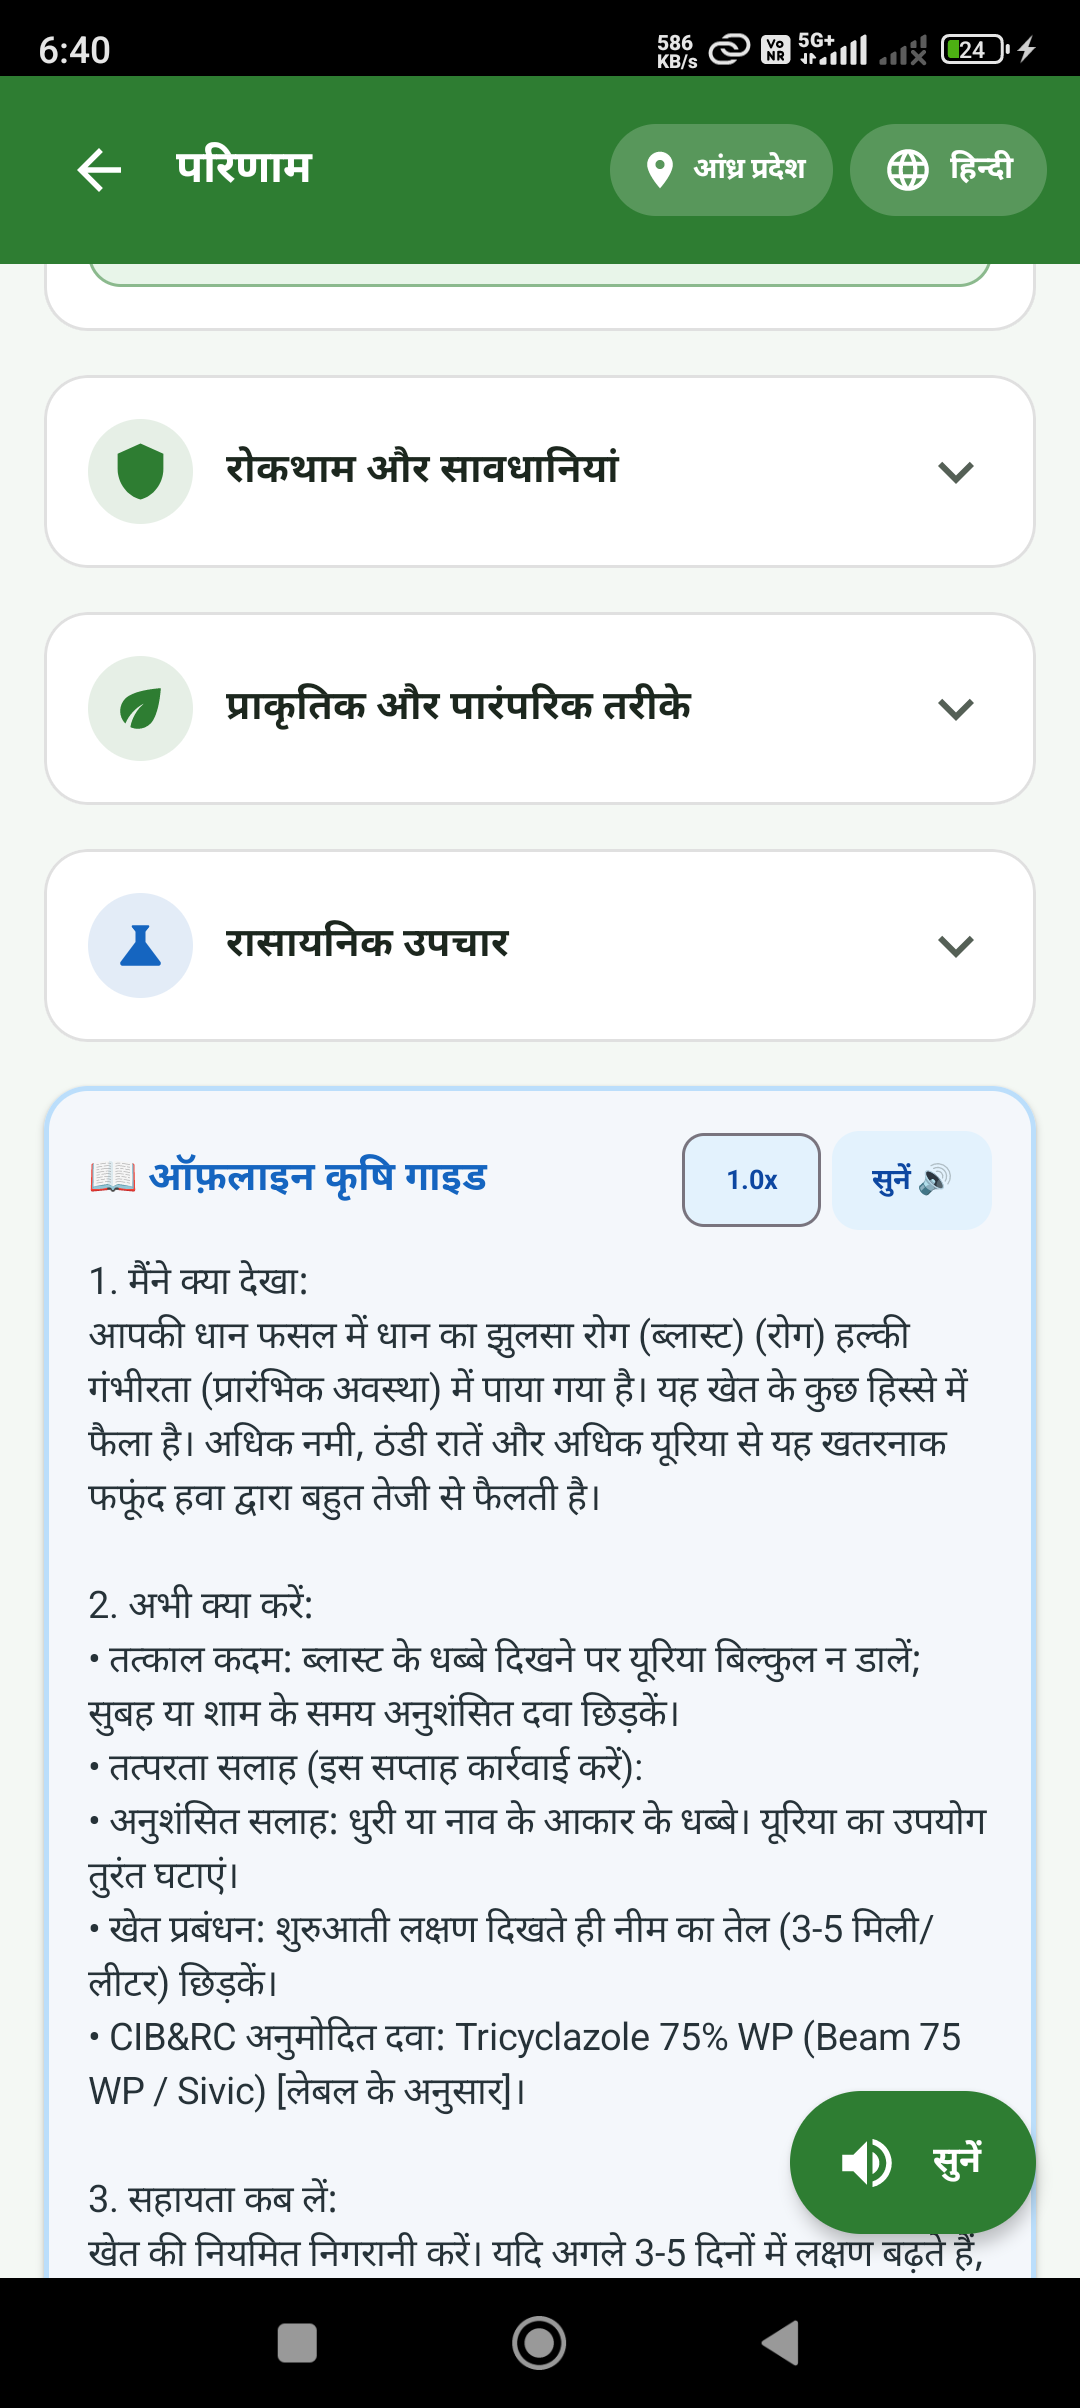 6:40
586
KB/s
Vo
NR
5G+
24
परिणाम
आंध्र प्रदेश
हिन्दी
रोकथाम और सावधानियां
प्राकृतिक और पारंपरिक तरीके
रासायनिक उपचार
📖 ऑफ़लाइन कृषि गाइड
1.0x
सुनें 🔊
1. मैंने क्या देखा:
आपकी धान फसल में धान का झुलसा रोग (ब्लास्ट) (रोग) हल्की
गंभीरता (प्रारंभिक अवस्था) में पाया गया है। यह खेत के कुछ हिस्से में
फैला है। अधिक नमी, ठंडी रातें और अधिक यूरिया से यह खतरनाक
फफूंद हवा द्वारा बहुत तेजी से फैलती है।
2. अभी क्या करें:
• तत्काल कदम: ब्लास्ट के धब्बे दिखने पर यूरिया बिल्कुल न डालें;
सुबह या शाम के समय अनुशंसित दवा छिड़कें।
• तत्परता सलाह (इस सप्ताह कार्रवाई करें):
• अनुशंसित सलाह: धुरी या नाव के आकार के धब्बे। यूरिया का उपयोग
तुरंत घटाएं।
• खेत प्रबंधन: शुरुआती लक्षण दिखते ही नीम का तेल (3-5 मिली/
लीटर) छिड़कें।
• CIB&RC अनुमोदित दवा: Tricyclazole 75% WP (Beam 75
WP / Sivic) [लेबल के अनुसार]।
सुनें
3. सहायता कब लें:
खेत की नियमित निगरानी करें। यदि अगले 3-5 दिनों में लक्षण बढ़ते हैं,